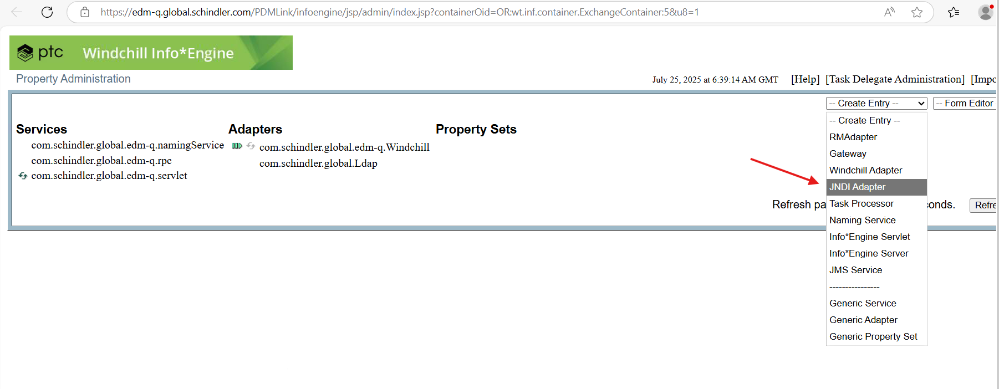 https://edm-q.global.schindler.com/PDMLink/infoengine/jsp/admin/index.jsp?containerOid=OR:wt.inf.container.ExchangeContainer:5&u8=1
ptc Windchill Info*Engine
Property Administration
July 25, 2025 at 6:39:14 AM GMT [Help] [Task Delegate Administration] [Impo
-- Create Entry -- -- Form Editor -
Services
com.schindler.global.edm-q.namingService
com.schindler.global.edm-q.rpc
com.schindler.global.edm-q.servlet
Adapters
com.schindler.global.edm-q.Windchill
com.schindler.global.Ldap
Property Sets
-- Create Entry --
RMAdapter
Gateway
Windchill Adapter
JNDI Adapter
Task Processor
Naming Service
Info*Engine Servlet
Info*Engine Server
JMS Service
----------------
Generic Service
Generic Adapter
Generic Property Set
Refresh pa onds. Refre